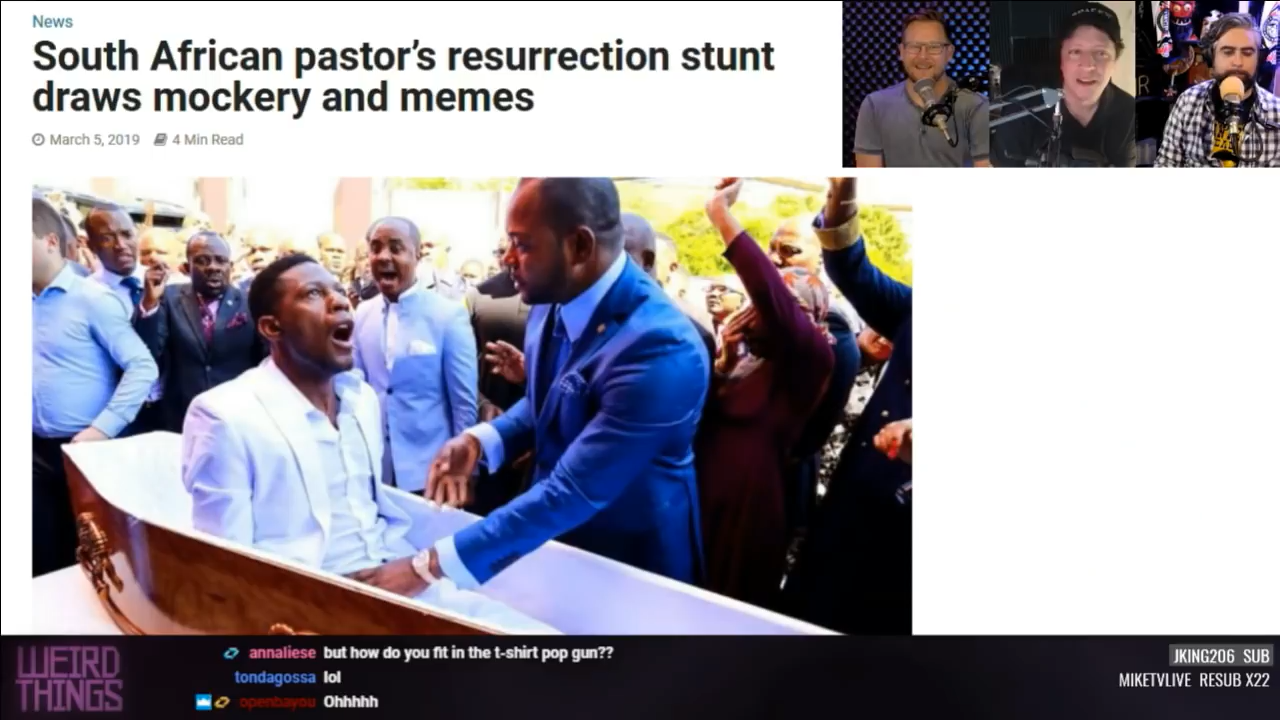 News
South African pastor's resurrection stunt
draws mockery and memes
March 5, 2019 4 Min Read
WEIRD
THINGS
annaliese but how do you fit in the t-shirt pop gun??
tondagossa lol
openbayou Ohhhhh
JKING206 SUB
MIKETVLIVE RESUB X22